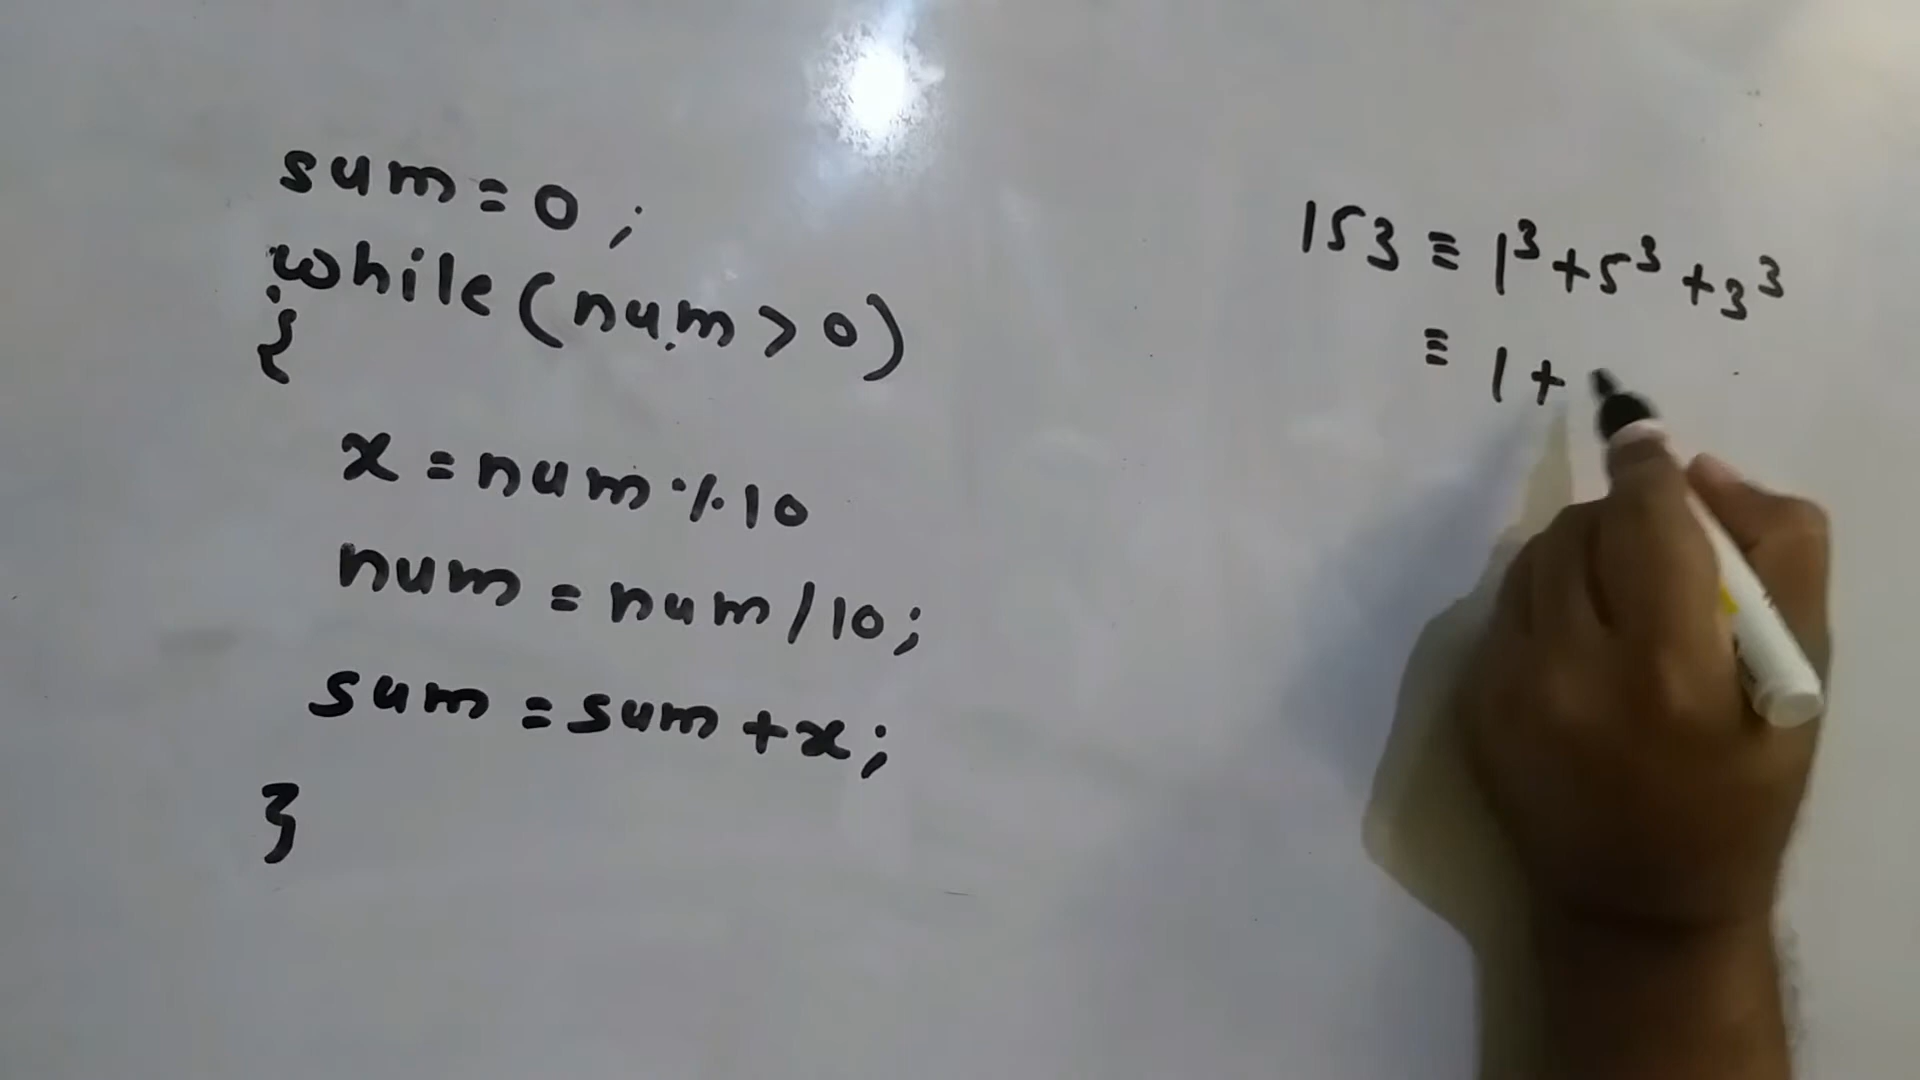 sum=0;
while(num>0)
{
x=num%10
num=num/10;
sum=sum+x;
}
153≡1³+5³+3³
≡1+